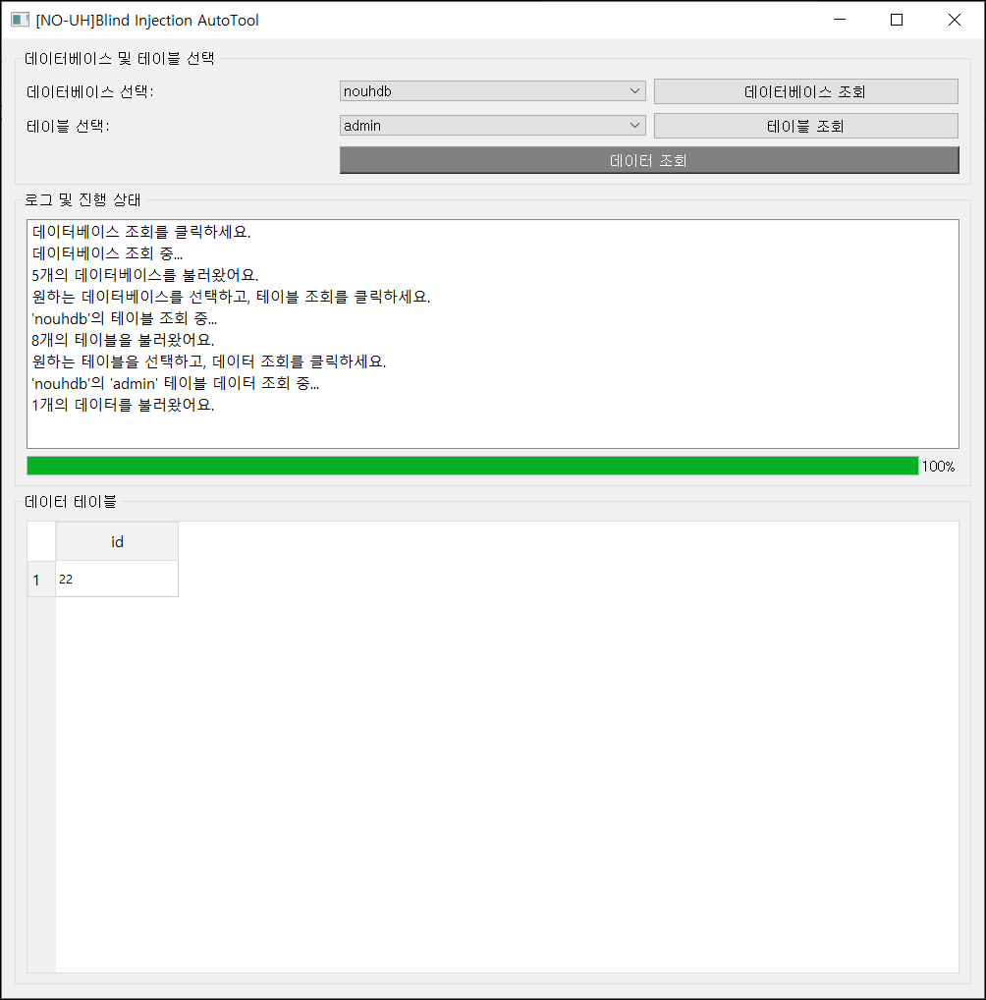 [NO-UH]Blind Injection AutoTool
데이터베이스 및 테이블 선택
데이터베이스 선택: nouhdb 데이터베이스 조회
테이블 선택: admin 테이블 조회
데이터 조회
로그 및 진행 상태
데이터베이스 조회를 클릭하세요.
데이터베이스 조회 중...
5개의 데이터베이스를 불러왔어요.
원하는 데이터베이스를 선택하고, 테이블 조회를 클릭하세요.
'nouhdb'의 테이블 조회 중...
8개의 테이블을 불러왔어요.
원하는 테이블을 선택하고, 데이터 조회를 클릭하세요.
'nouhdb'의 'admin' 테이블 데이터 조회 중...
1개의 데이터를 불러왔어요.
100%
데이터 테이블
id
1 22